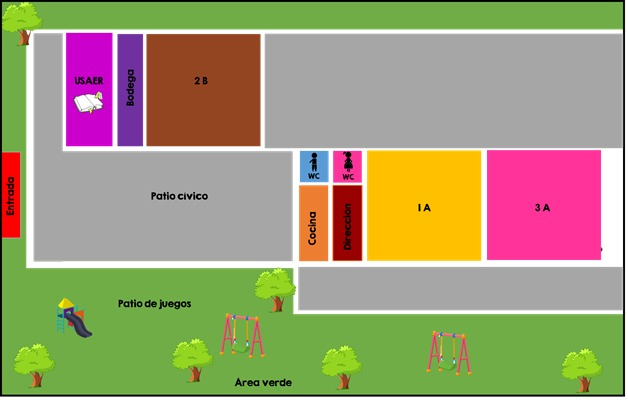 USAER
Bodega
2 B
Entrada
Patio cívico
WC
WC
Cocina
Dirección
1 A
3 A
Patio de juegos
Área verde